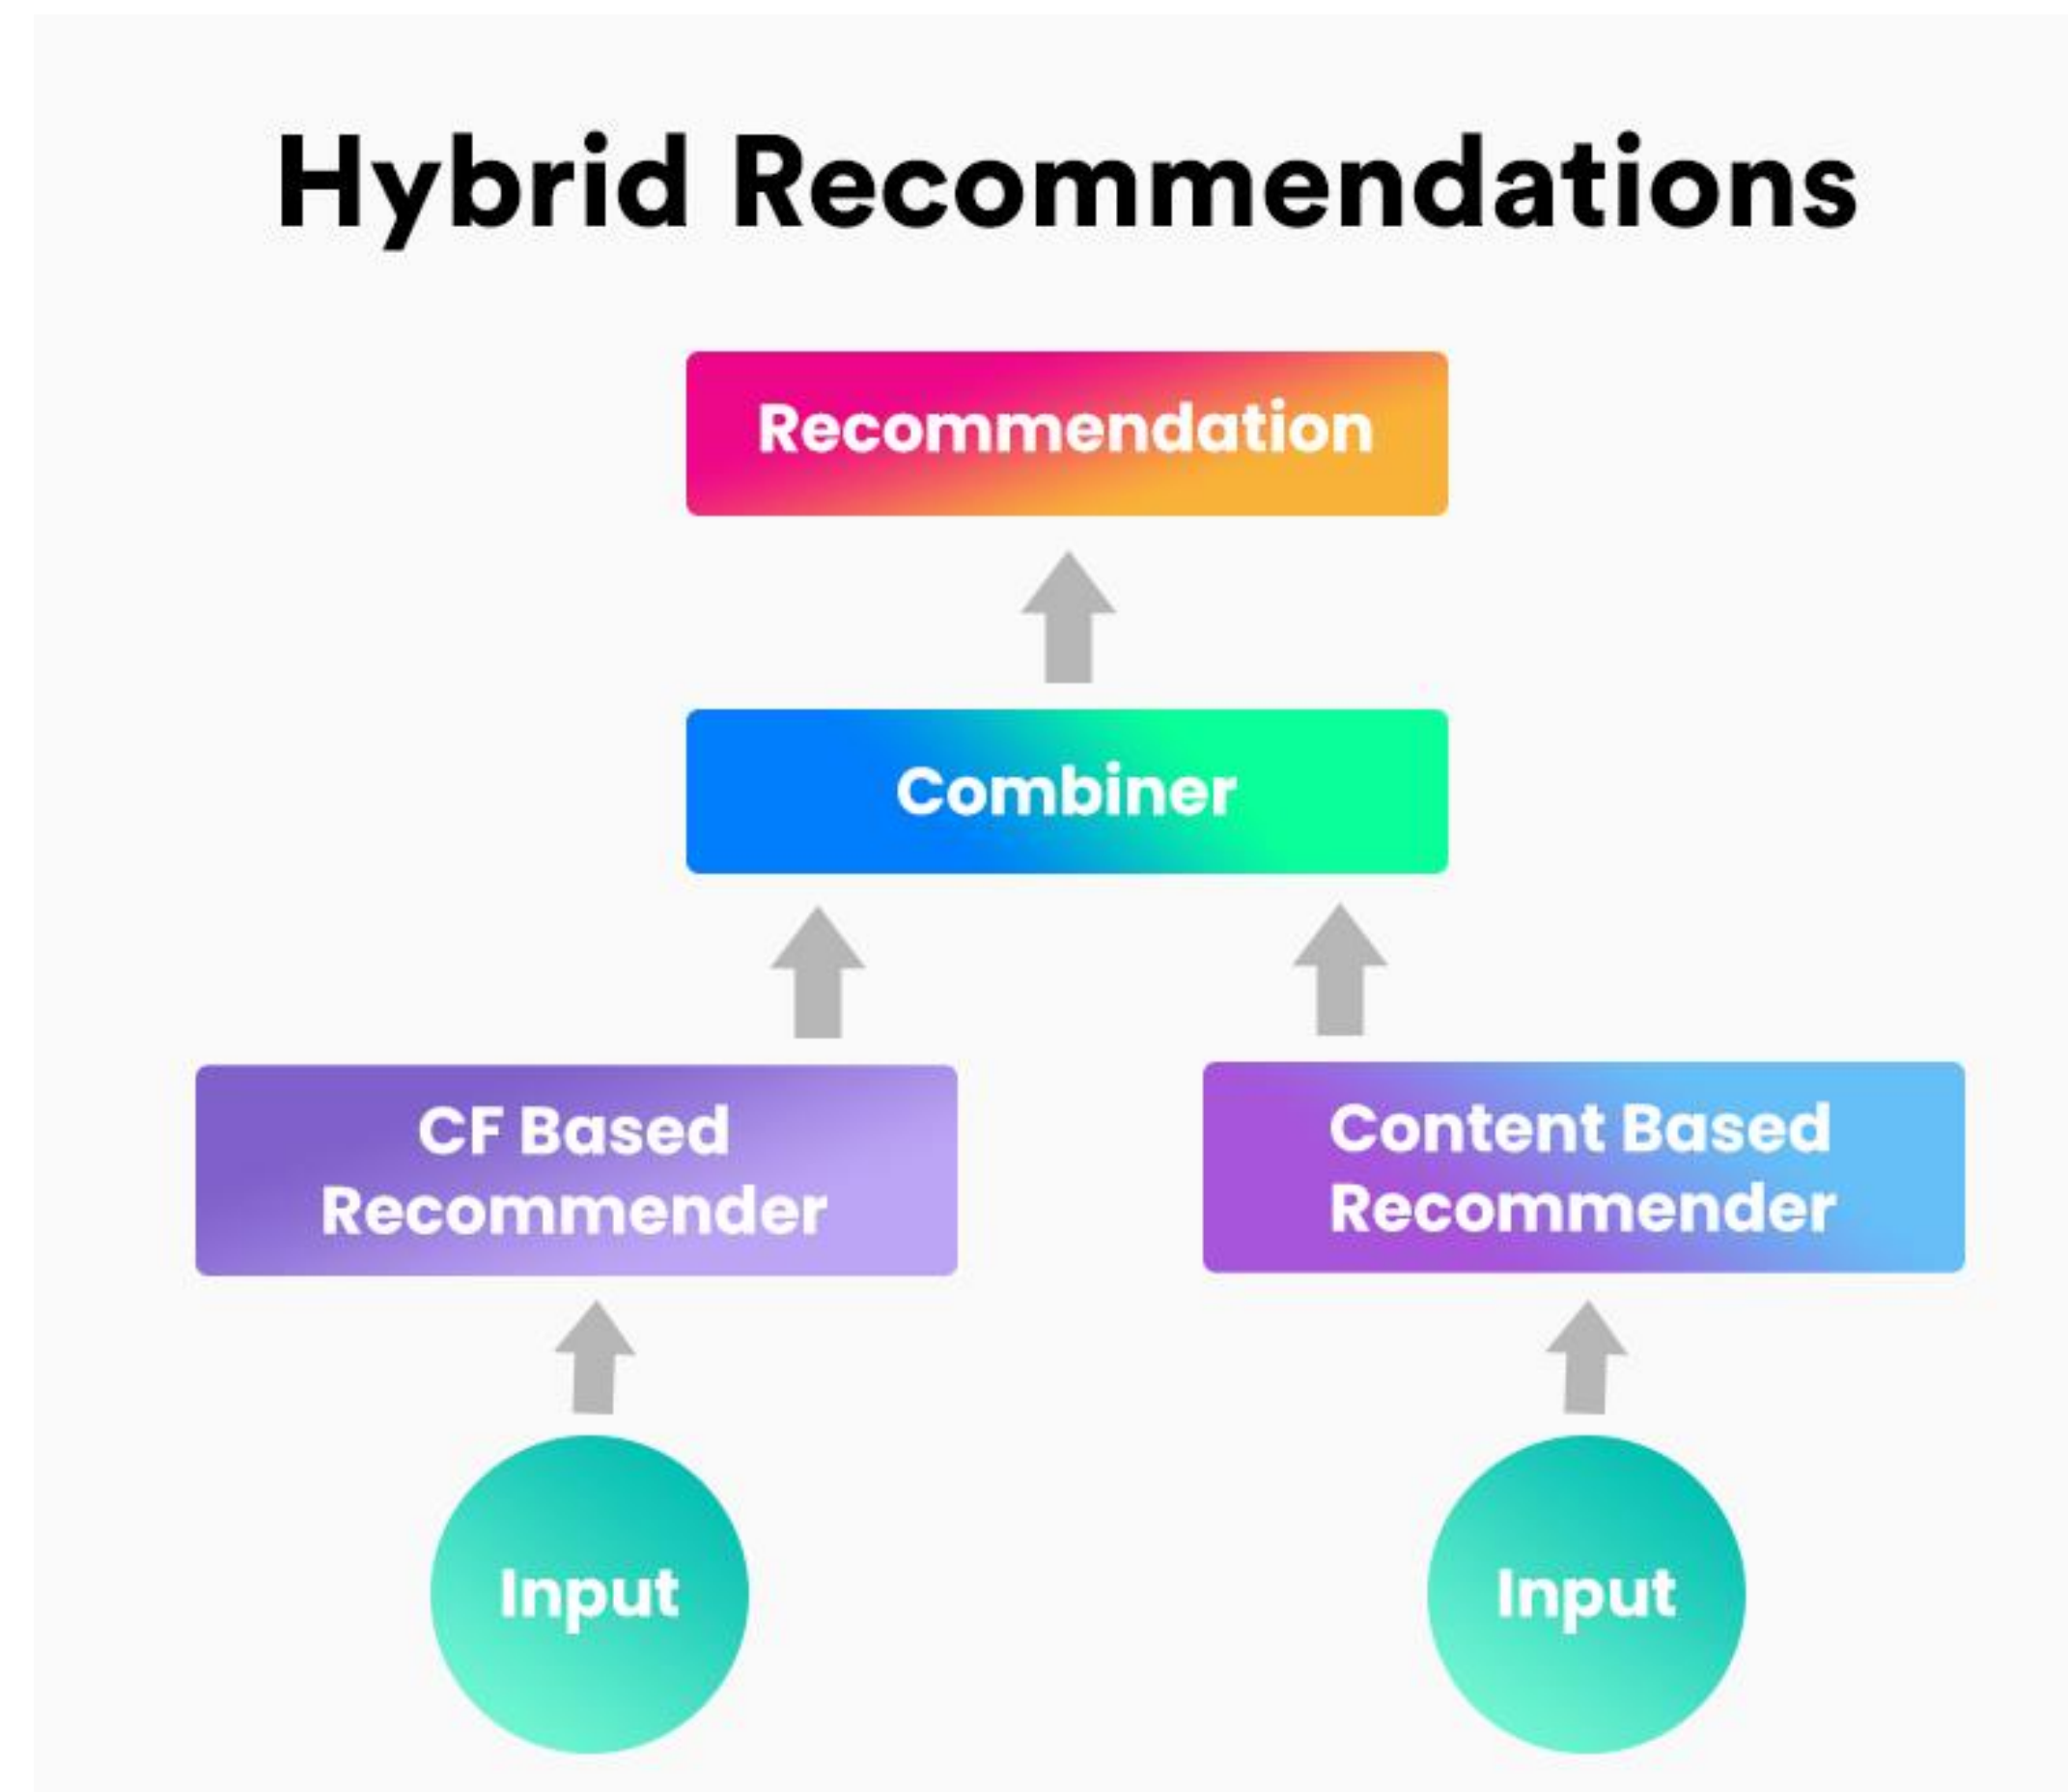 Hybrid Recommendations
Recommendation
Combiner
CF Based
Recommender
Content Based
Recommender
Input
Input